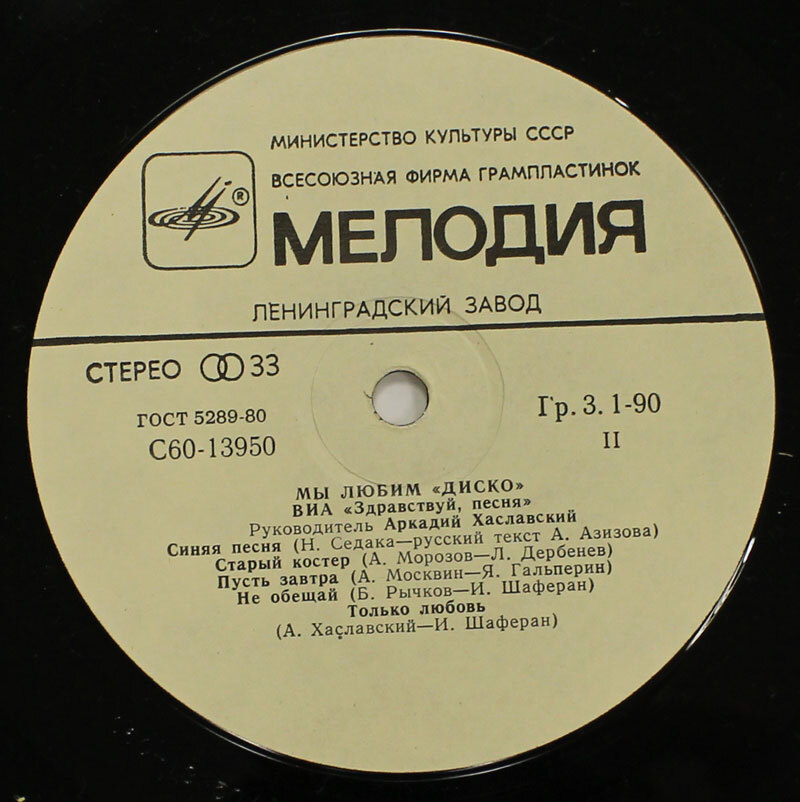 МИНИСТЕРСТВО КУЛЬТУРЫ СССР
ВСЕСОЮЗНАЯ ФИРМА ГРАМПЛАСТИНОК
®
МЕЛОДИЯ
ЛЕНИНГРАДСКИЙ ЗАВОД
СТЕРЕО 33
ГОСТ 5289-80
С60-13950
Гр. 3. 1-90
II
МЫ ЛЮБИМ «ДИСКО»
ВИА «Здравствуй, песня»
Руководитель Аркадий Хаславский
Синяя песня (Н. Седака—русский текст А. Азизова)
Старый костер (А. Морозов—Л. Дербенев)
Пусть завтра (А. Москвин—Я. Гальперин)
Не обещай (Б. Рычков—И. Шаферан)
Только любовь
(А. Хаславский—И. Шаферан)